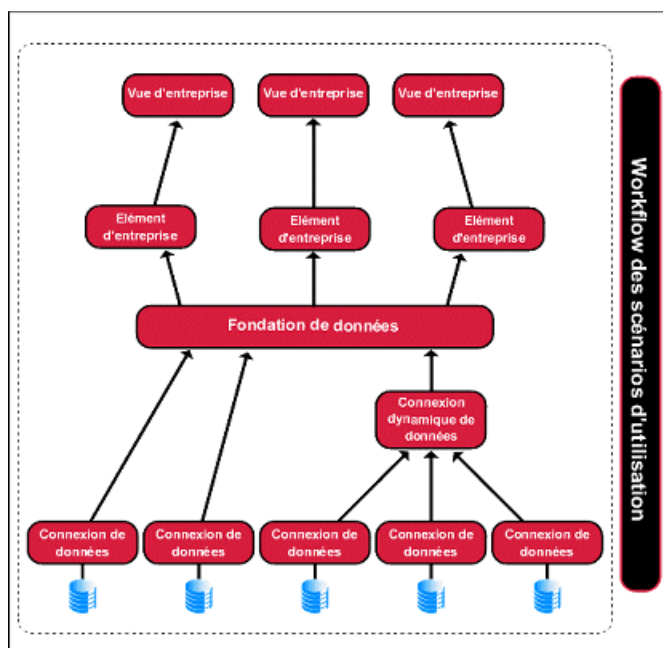 Vue d'entreprise
Vue d'entreprise
Vue d'entreprise
Elément
d'entreprise
Elément
d'entreprise
Elément
d'entreprise
Fondation de données
Connexion
dynamique de
données
Connexion de
données
Connexion de
données
Connexion de
données
Connexion de
données
Connexion de
données
Workflow des scénarios d'utilisation